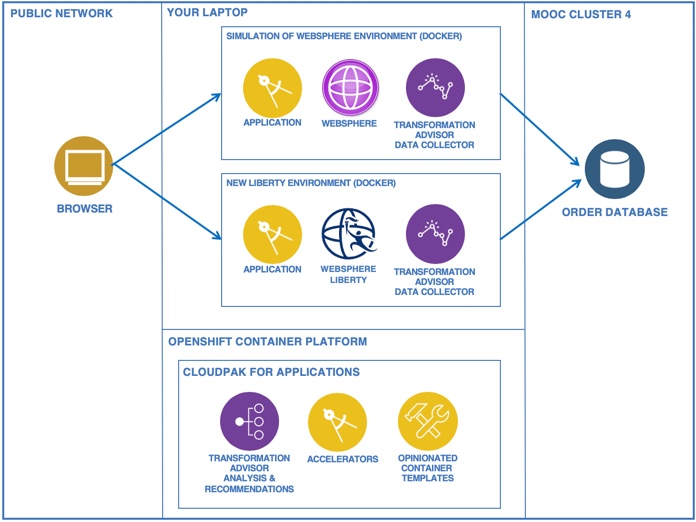 PUBLIC NETWORK
YOUR LAPTOP
MOOC CLUSTER 4
SIMULATION OF WEBSPHERE ENVIRONMENT (DOCKER)
APPLICATION
WEBSPHERE
TRANSFORMATION
ADVISOR
DATA COLLECTOR
BROWSER
ORDER DATABASE
NEW LIBERTY ENVIRONMENT (DOCKER)
APPLICATION
WEBSPHERE
LIBERTY
TRANSFORMATION
ADVISOR
DATA COLLECTOR
OPENSHIFT CONTAINER PLATFORM
CLOUDPAK FOR APPLICATIONS
TRANSFORMATION
ADVISOR
ANALYSIS &
RECOMMENDATIONS
ACCELERATORS
OPINIONATED
CONTAINER
TEMPLATES